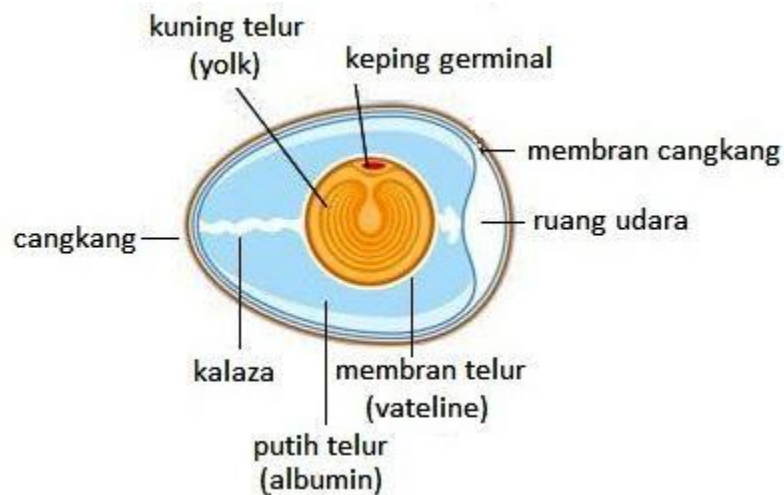 kuning telur
(yolk)
keping germinal
membran cangkang
ruang udara
cangkang
kalaza
membran telur
(vateline)
putih telur
(albumin)